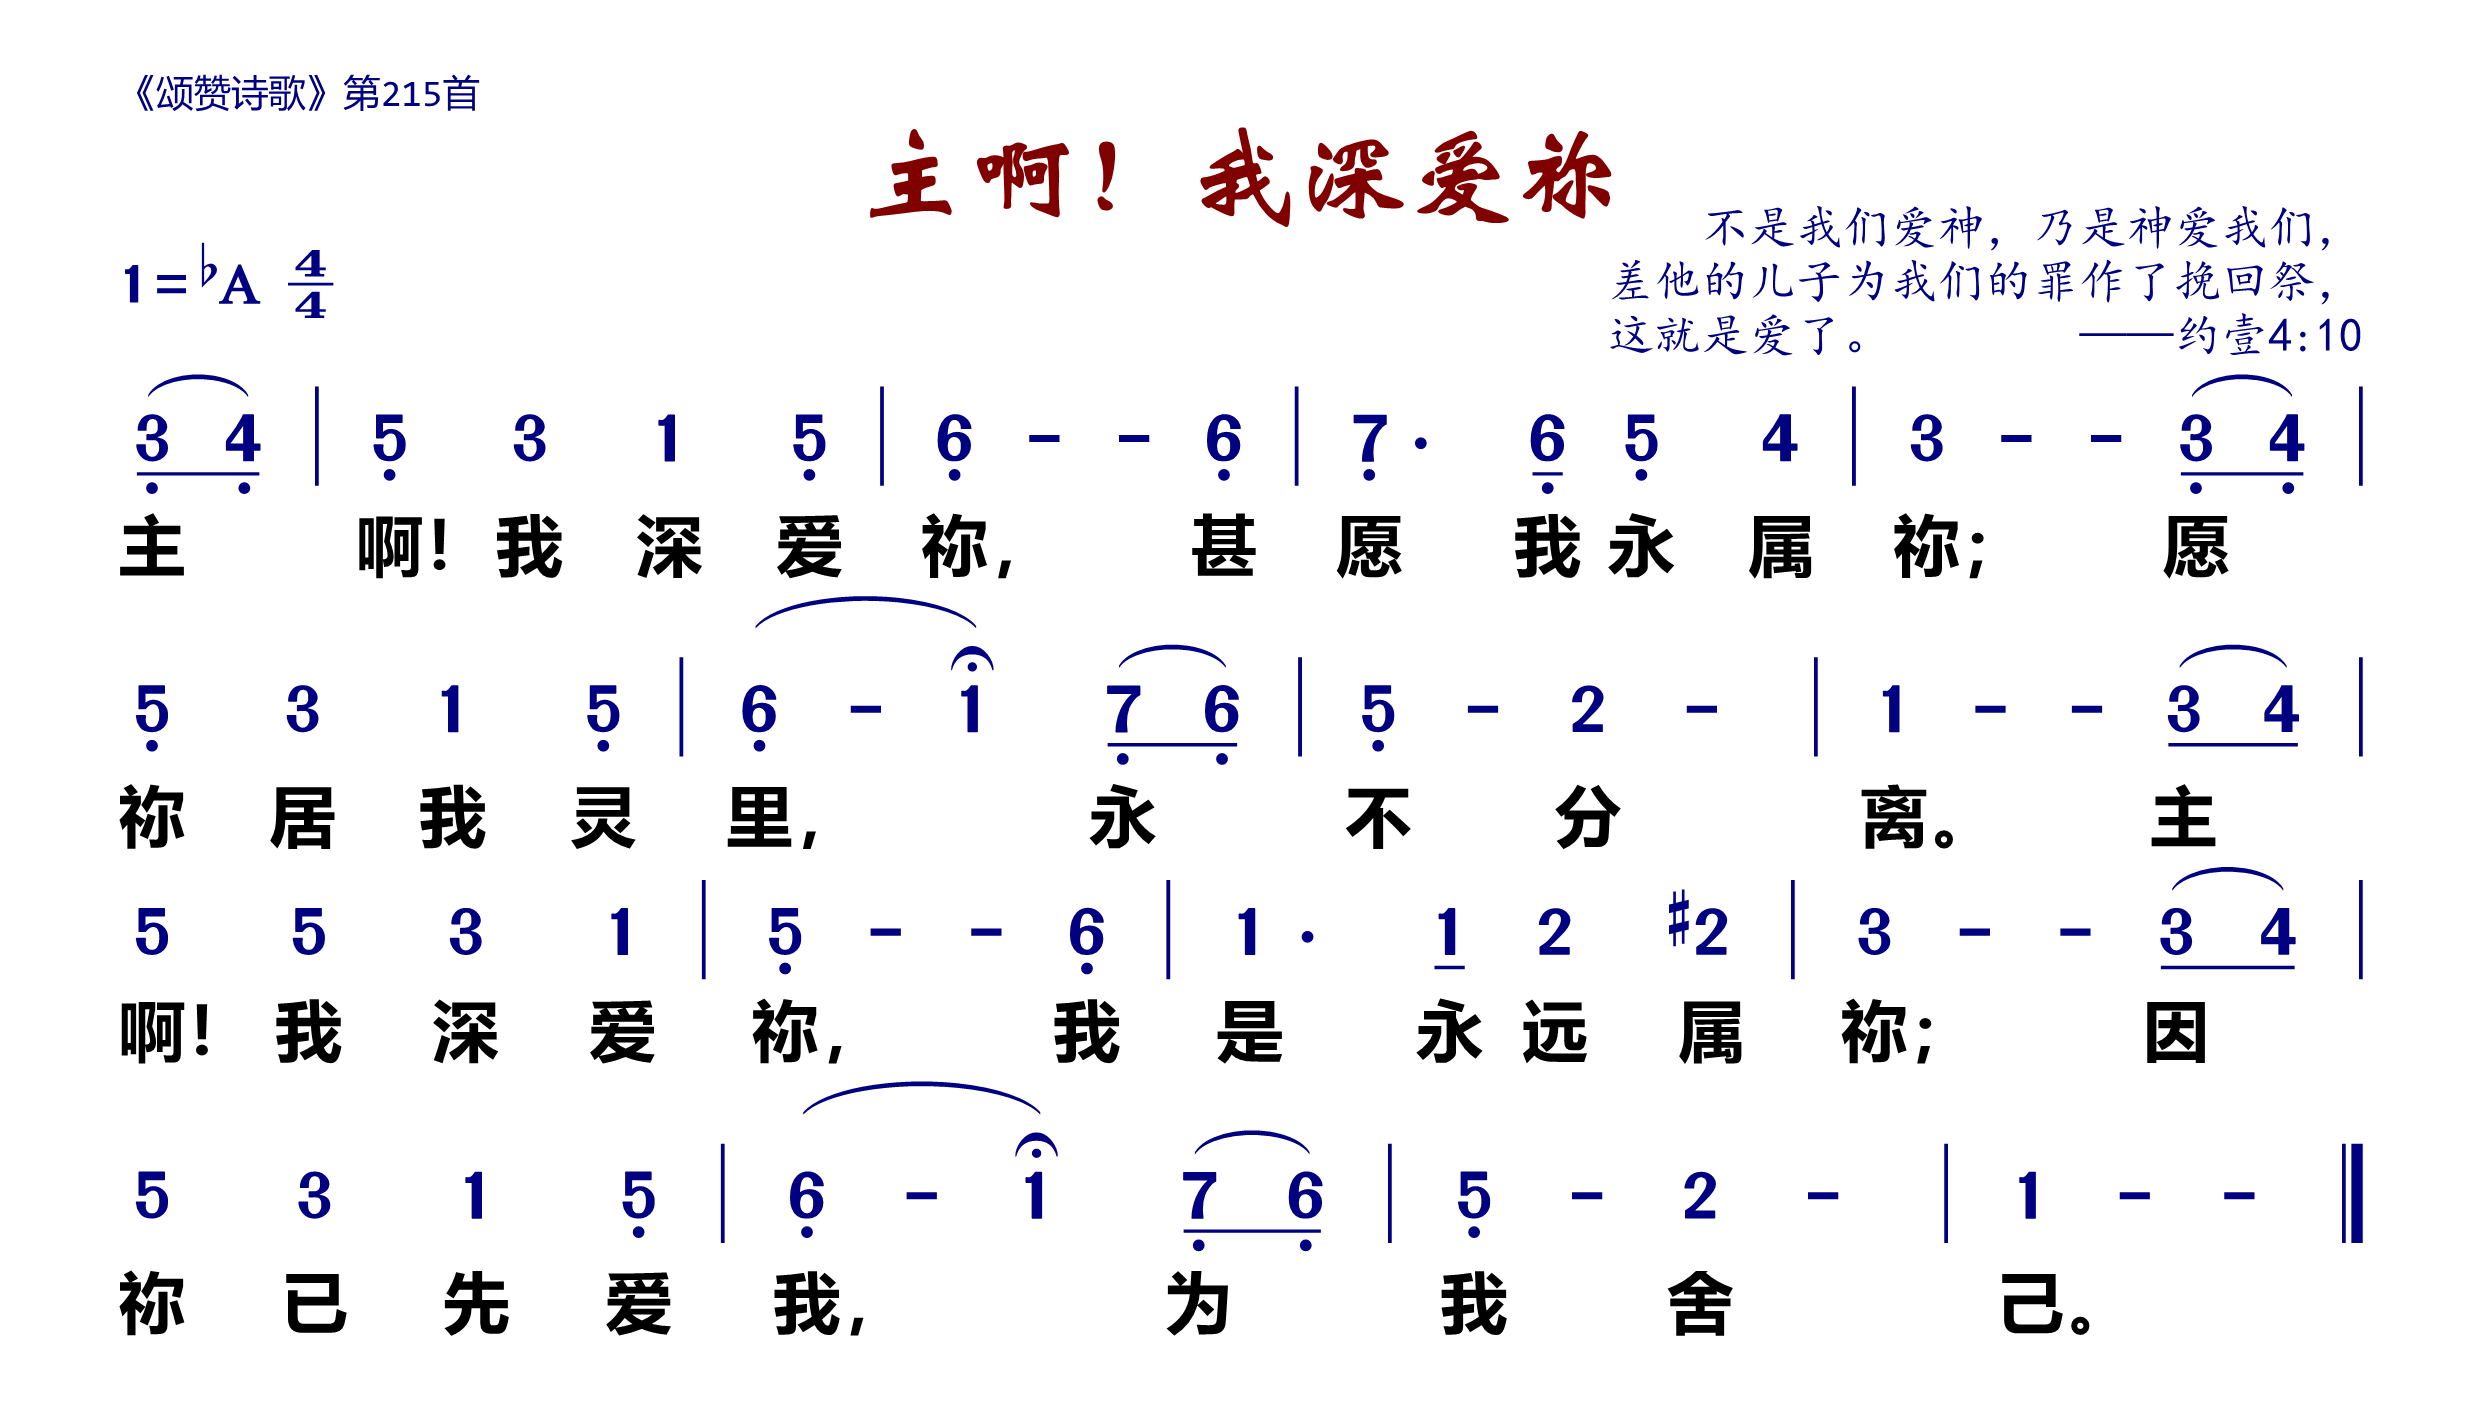 《颂赞诗歌》第215首
主啊！我深爱祢
不是我们爱神，乃是神爱我们，
差他的儿子为我们的罪作了挽回祭，
这就是爱了。 ——约壹4:10
1=♭A 4/4
3 4 | 5 3 1 5 | 6 - - 6 | 7 · 6 5 4 | 3 - - 3 4 |
主 啊！我 深 爱 祢， 甚 愿 我 永 属 祢； 愿
5 3 1 5 | 6 - 1 7 6 | 5 - 2 - | 1 - - 3 4 |
祢 居 我 灵 里， 永 不 分 离。 主
5 5 3 1 | 5 - - 6 | 1 · 1 2 #2 | 3 - - 3 4 |
啊！我 深 爱 祢， 我 是 永 远 属 祢； 因
5 3 1 5 | 6 - 1 7 6 | 5 - 2 - | 1 - - ‖
祢 已 先 爱 我， 为 我 舍 己。